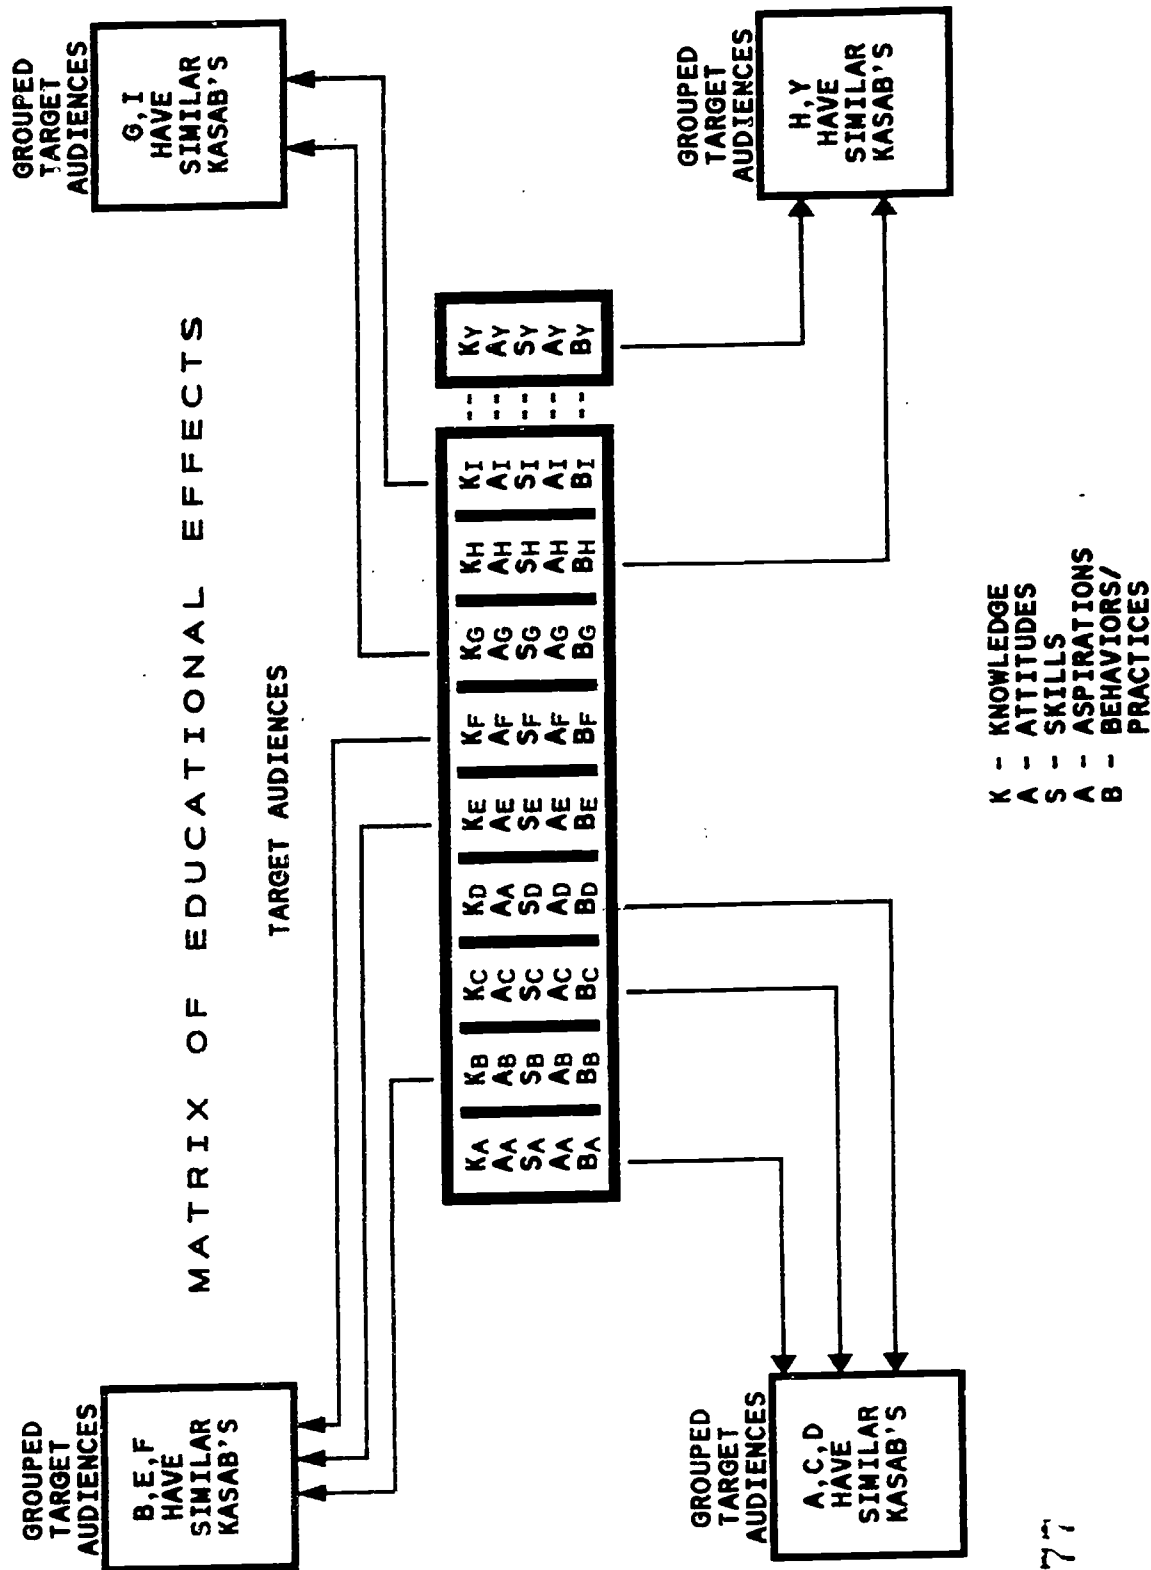 GROUPED
TARGET
AUDIENCES
B,E,F
HAVE
SIMILAR
KASAB'S
GROUPED
TARGET
AUDIENCES
G,I
HAVE
SIMILAR
KASAB'S
MATRIX OF EDUCATIONAL EFFECTS
TARGET AUDIENCES
KA KB KC KD KE KF KG KH KI -- KY
AA AB AC AA AE AF AG AH AI -- AY
SA SB SC SD SE SF SG SH SI -- SY
AA AB AC AD AE AF AG AH AI -- AY
BA BB BC BD BE BF BG BH BI -- BY
GROUPED
TARGET
AUDIENCES
A,C,D
HAVE
SIMILAR
KASAB'S
GROUPED
TARGET
AUDIENCES
H,Y
HAVE
SIMILAR
KASAB'S
K - KNOWLEDGE
A - ATTITUDES
S - SKILLS
A - ASPIRATIONS
B - BEHAVIORS/
PRACTICES
77